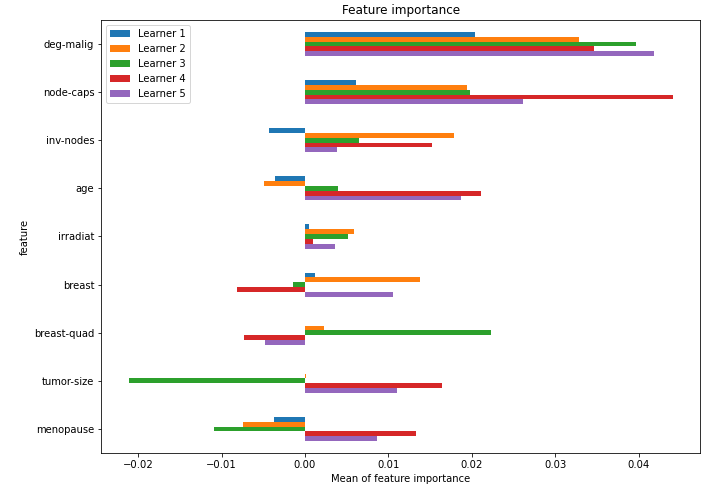 Feature importance
Learner 1
Learner 2
Learner 3
Learner 4
Learner 5
deg-malig
node-caps
inv-nodes
age
irradiat
breast
breast-quad
tumor-size
menopause
feature
−0.02 −0.01 0.00 0.01 0.02 0.03 0.04
Mean of feature importance